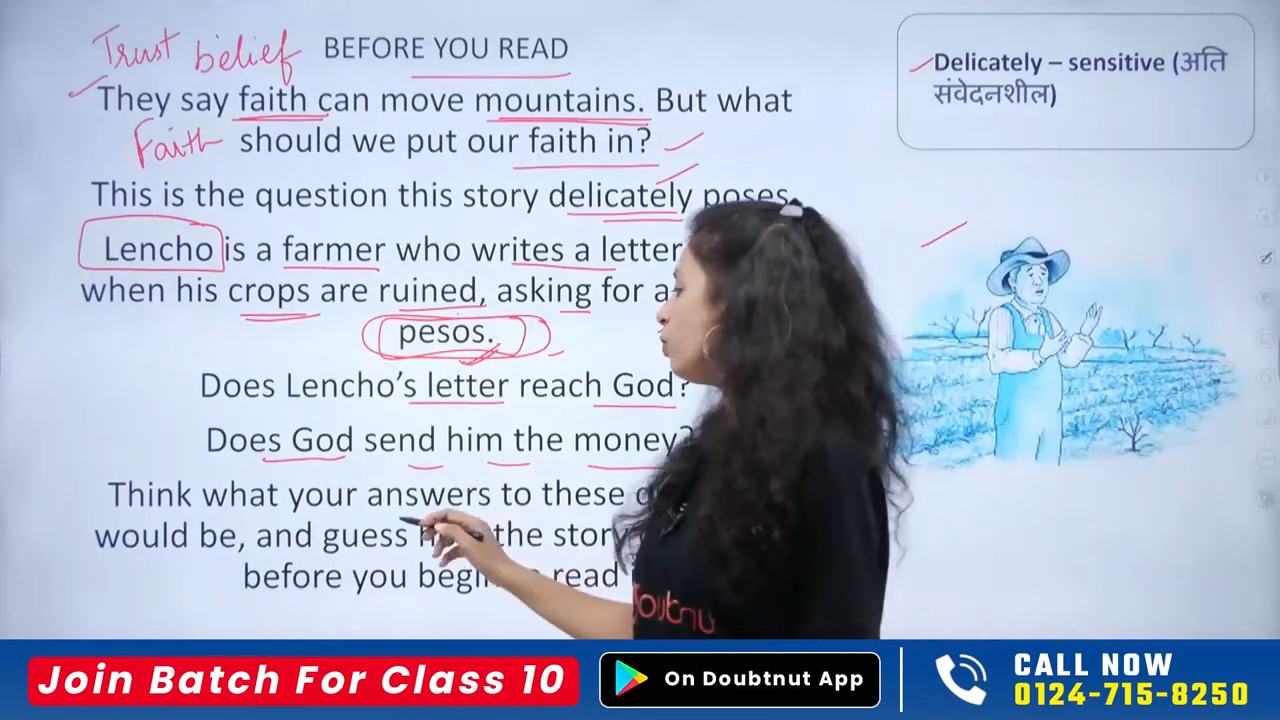 Trust belief
BEFORE YOU READ
They say faith can move mountains. But what
Faith
should we put our faith in?
This is the question this story delicately poses.
Lencho is a farmer who writes a letter
when his crops are ruined, asking for a
pesos.
Does Lencho's letter reach God?
Does God send him the money?
Think what your answers to these
would be, and guess the story
before you begin read
Delicately – sensitive (अति
संवेदनशील)
doubtnut
Join Batch For Class 10
On Doubtnut App
CALL NOW
0124-715-8250